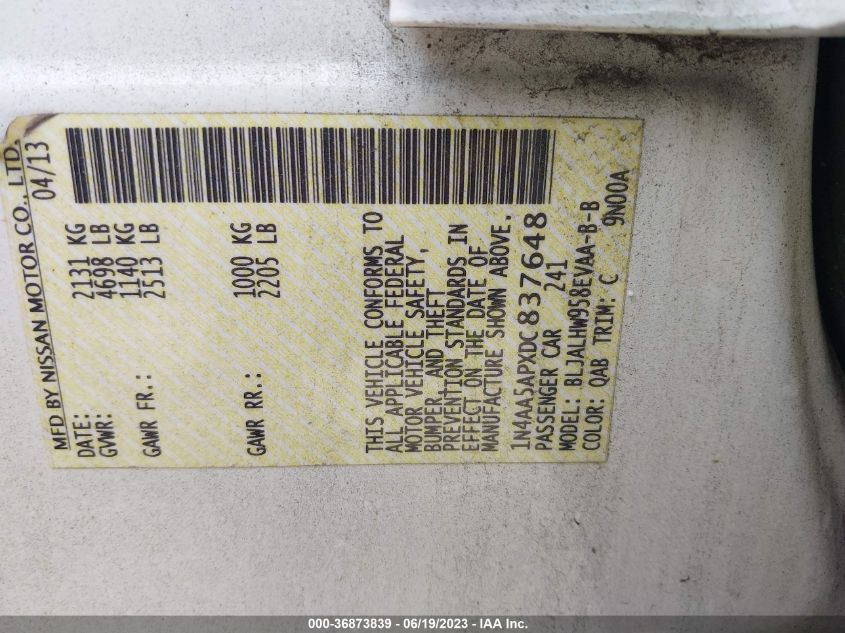 MFD BY NISSAN MOTOR CO., LTD.
DATE: 04/13
GVWR: 2131 KG
4698 LB
GAWR FR.: 1140 KG
2513 LB
GAWR RR.: 1000 KG
2205 LB
THIS VEHICLE CONFORMS TO
ALL APPLICABLE FEDERAL
MOTOR VEHICLE SAFETY,
BUMPER, AND THEFT
PREVENTION STANDARDS IN
EFFECT ON THE DATE OF
MANUFACTURE SHOWN ABOVE.
1N4AA5APXDC837648
PASSENGER CAR 241
MODEL: BLJALHW958EVAA-B-B
COLOR: QAB TRIM: C 9N00A
000-36873839 - 06/19/2023 - IAA Inc.